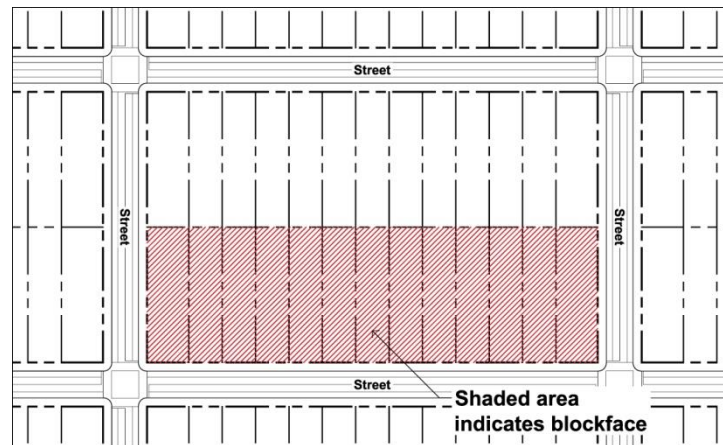 Street
Street
Street
Street
Shaded area
indicates blockface